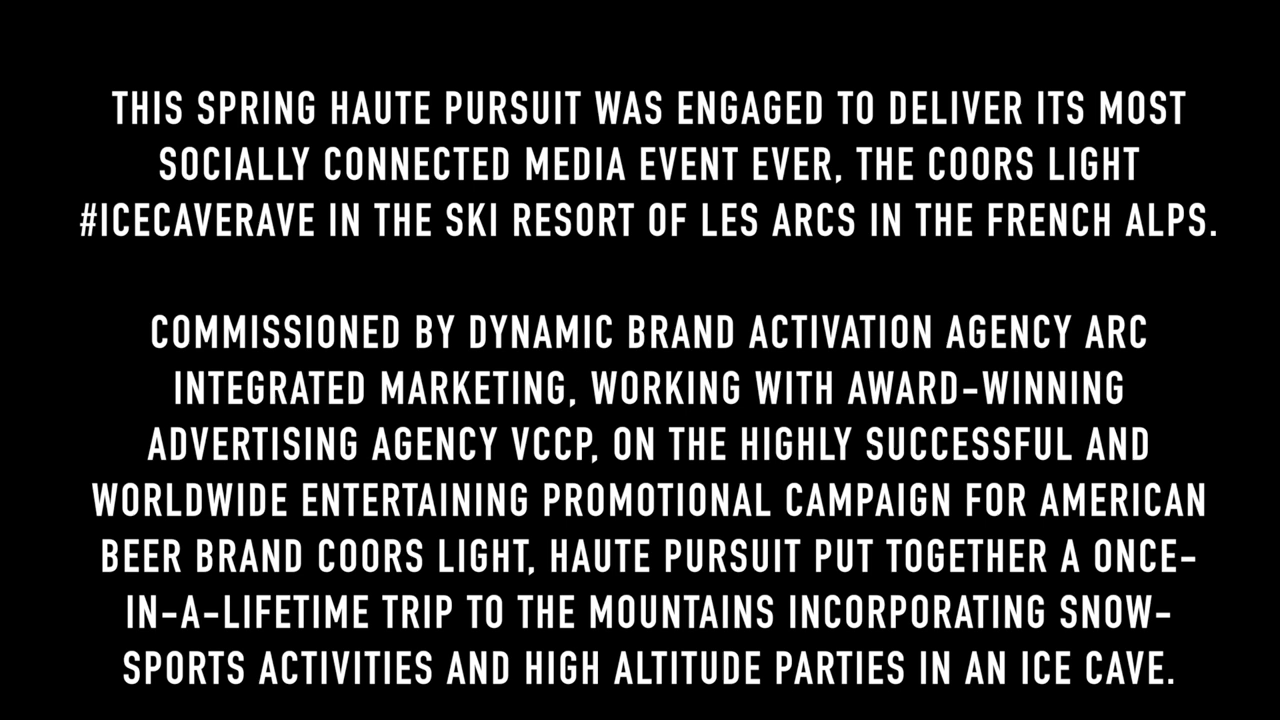 THIS SPRING HAUTE PURSUIT WAS ENGAGED TO DELIVER ITS MOST
SOCIALLY CONNECTED MEDIA EVENT EVER, THE COORS LIGHT
#ICECAVERAVE IN THE SKI RESORT OF LES ARCS IN THE FRENCH ALPS.
COMMISSIONED BY DYNAMIC BRAND ACTIVATION AGENCY ARC
INTEGRATED MARKETING, WORKING WITH AWARD-WINNING
ADVERTISING AGENCY VCCP, ON THE HIGHLY SUCCESSFUL AND
WORLDWIDE ENTERTAINING PROMOTIONAL CAMPAIGN FOR AMERICAN
BEER BRAND COORS LIGHT, HAUTE PURSUIT PUT TOGETHER A ONCE-
IN-A-LIFETIME TRIP TO THE MOUNTAINS INCORPORATING SNOW-
SPORTS ACTIVITIES AND HIGH ALTITUDE PARTIES IN AN ICE CAVE.